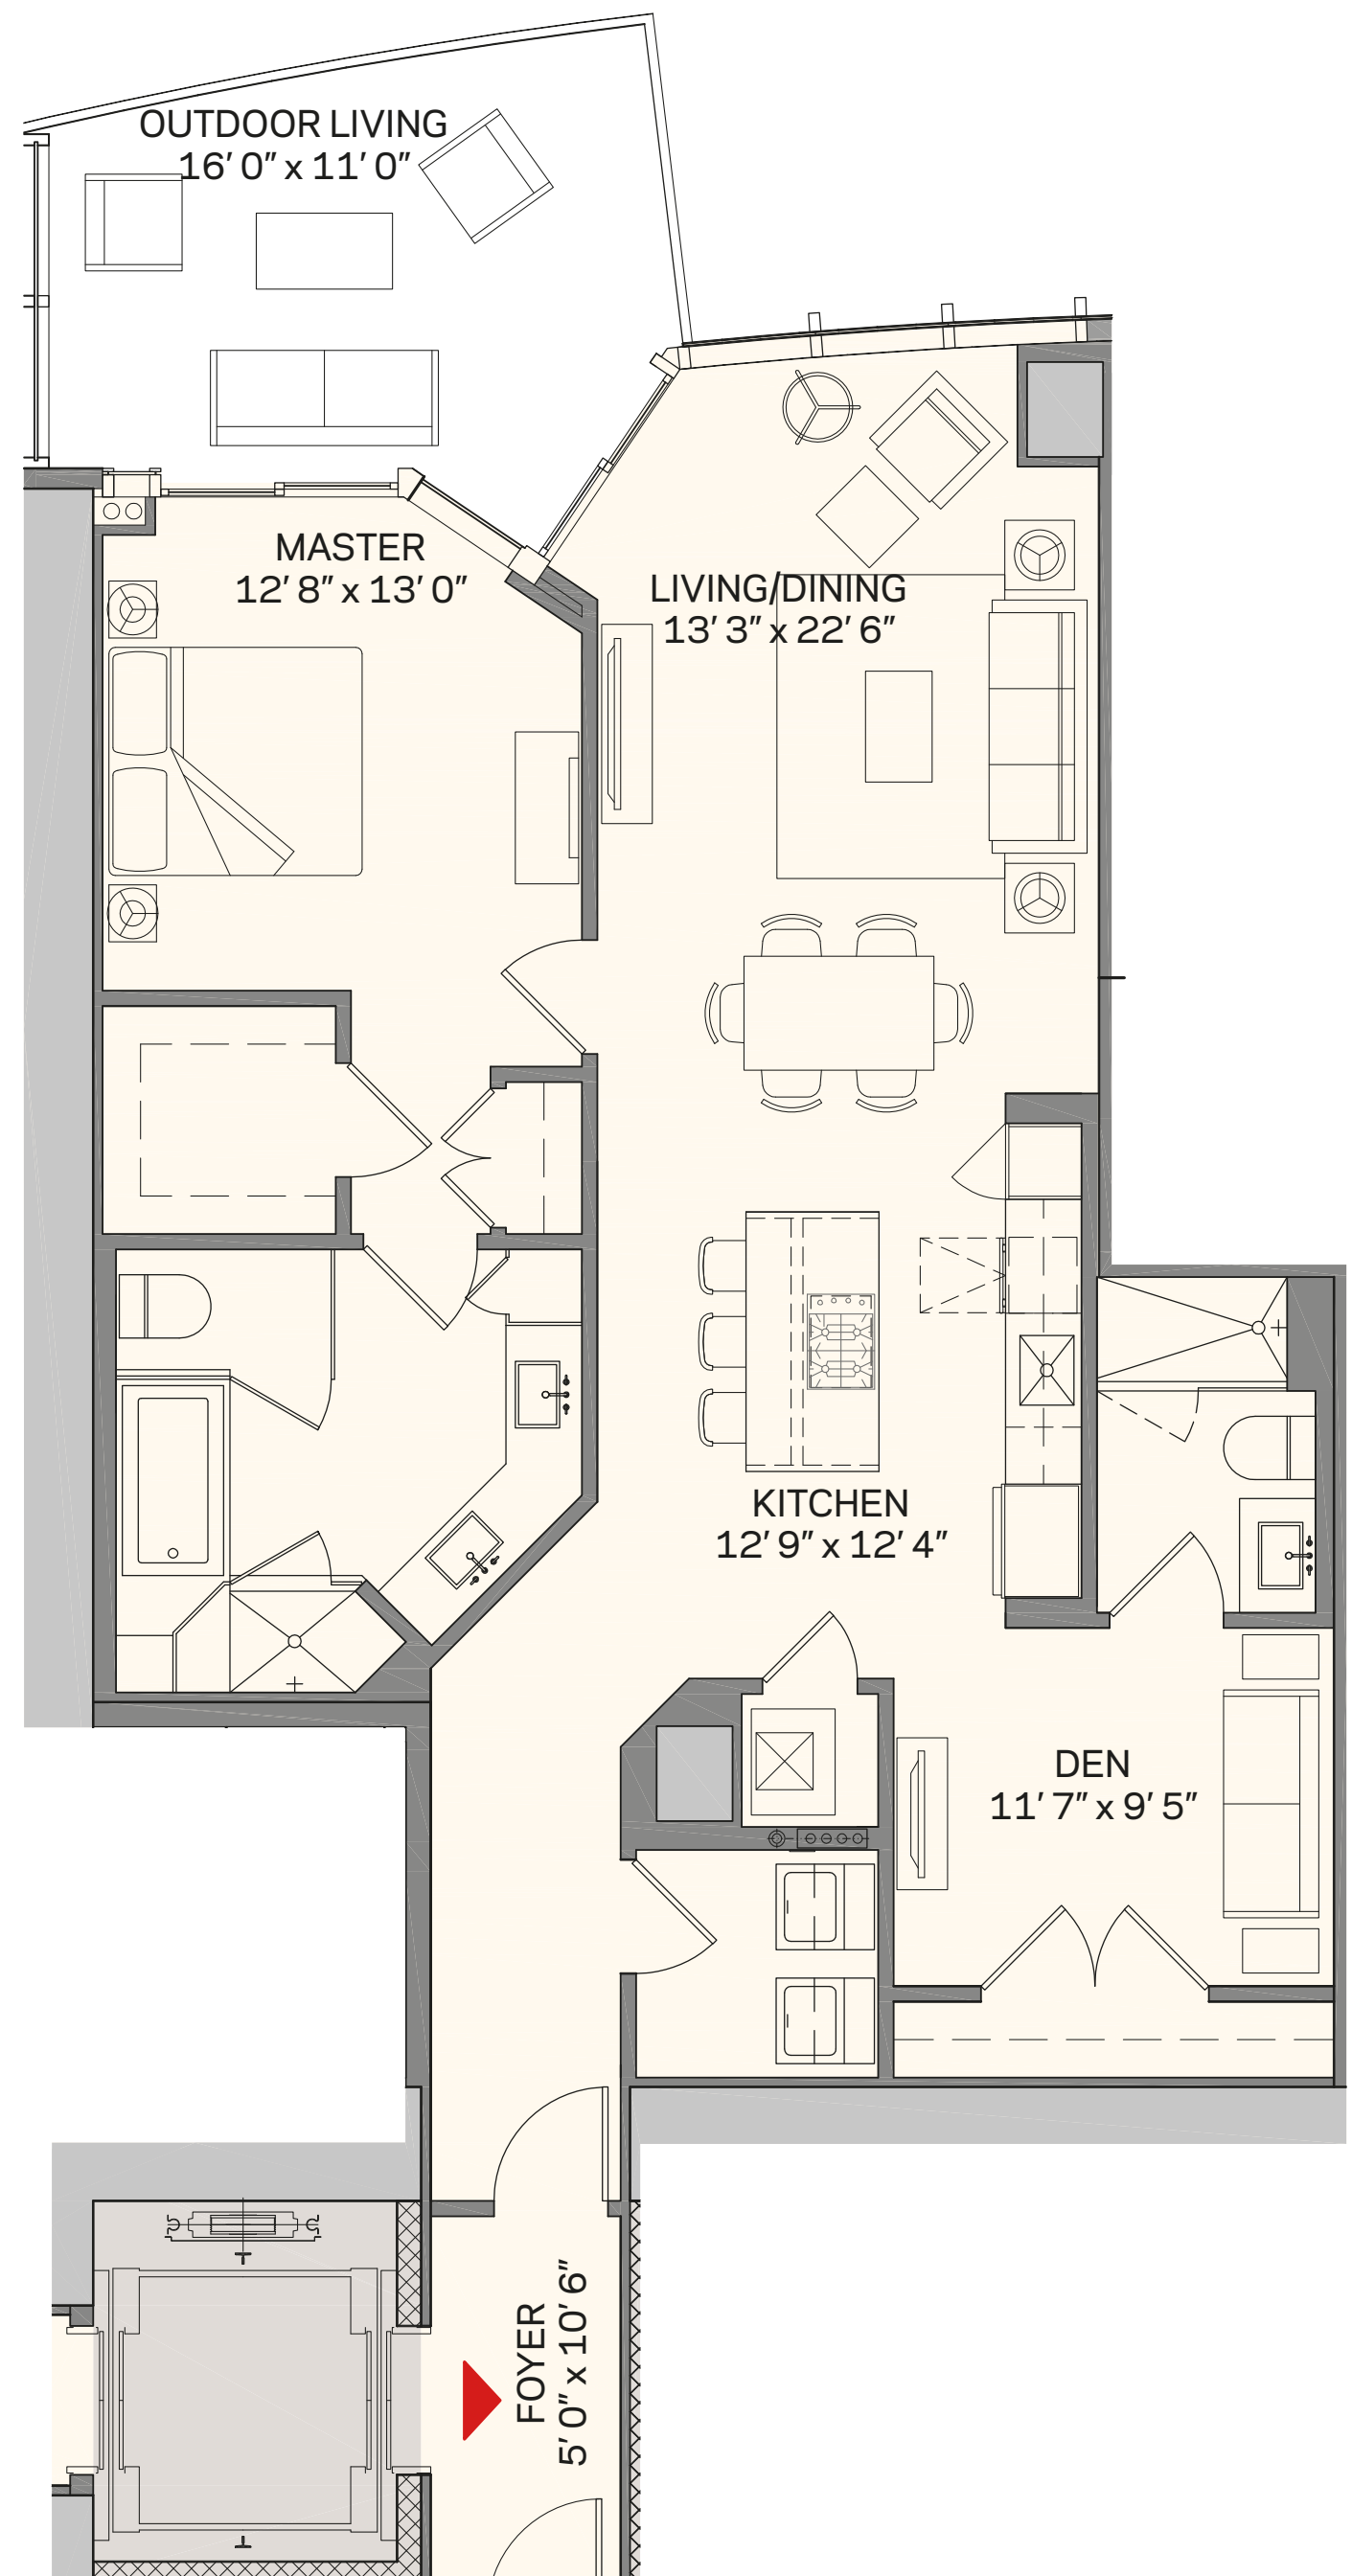 OUTDOOR LIVING
16′ 0″ x 11′ 0″
MASTER
12′ 8″ x 13′ 0″
LIVING/DINING
13′ 3″ x 22′ 6″
KITCHEN
12′ 9″ x 12′ 4″
DEN
11′ 7″ x 9′ 5″
FOYER
5′ 0″ x 10′ 6″